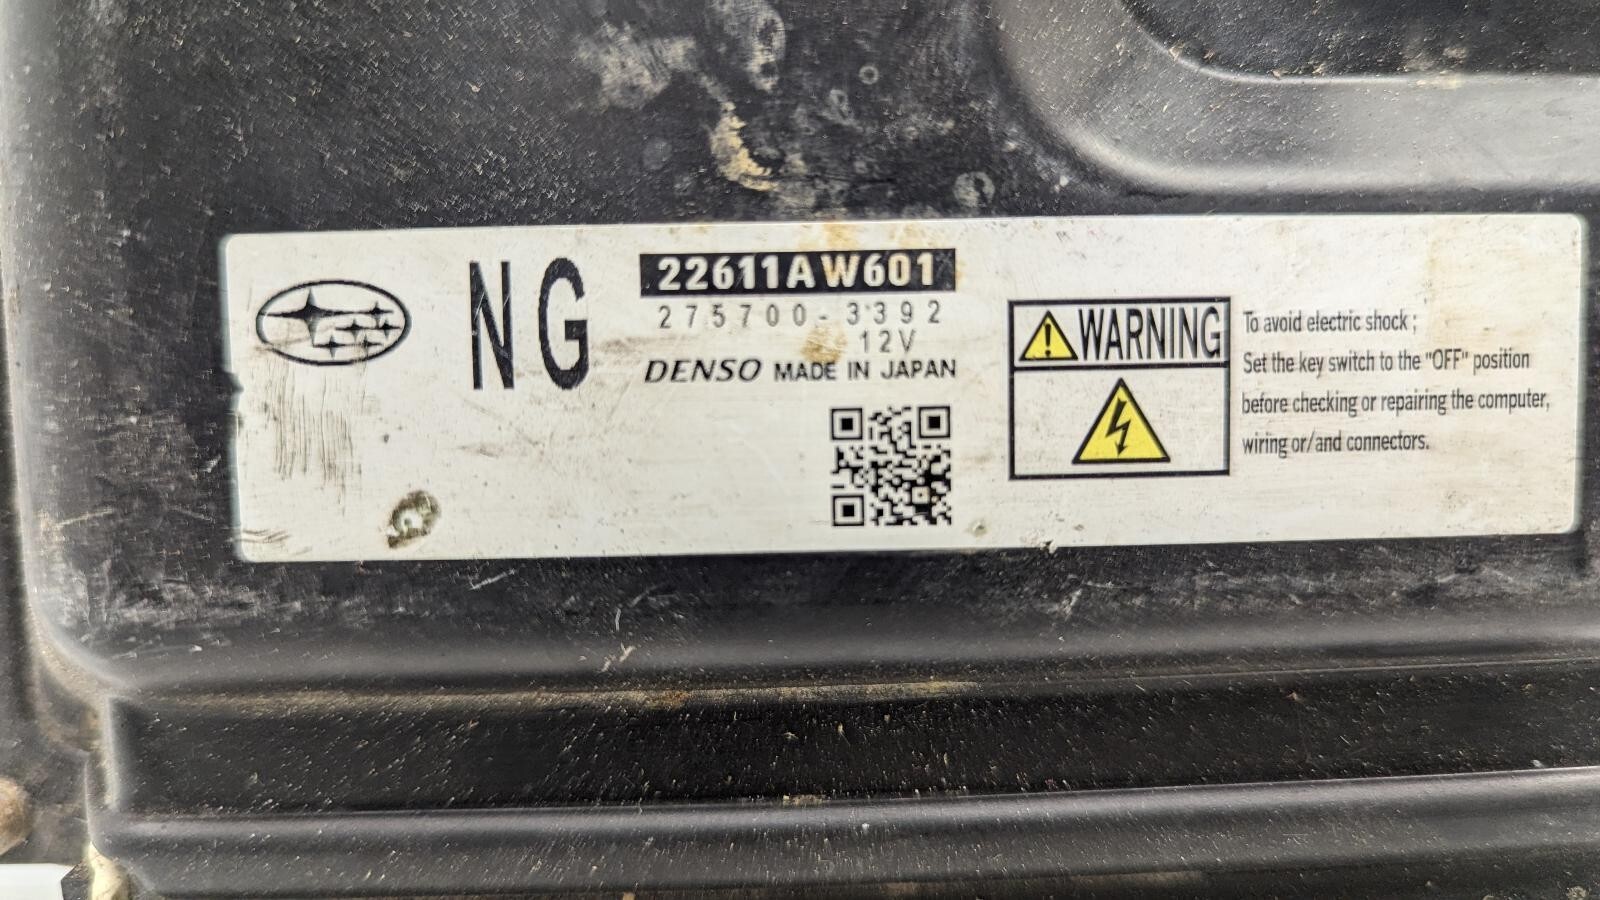 NG
22611AW601
275700-3392
12V
DENSO MADE IN JAPAN
WARNING
To avoid electric shock ;
Set the key switch to the "OFF" position
before checking or repairing the computer,
wiring or/and connectors.